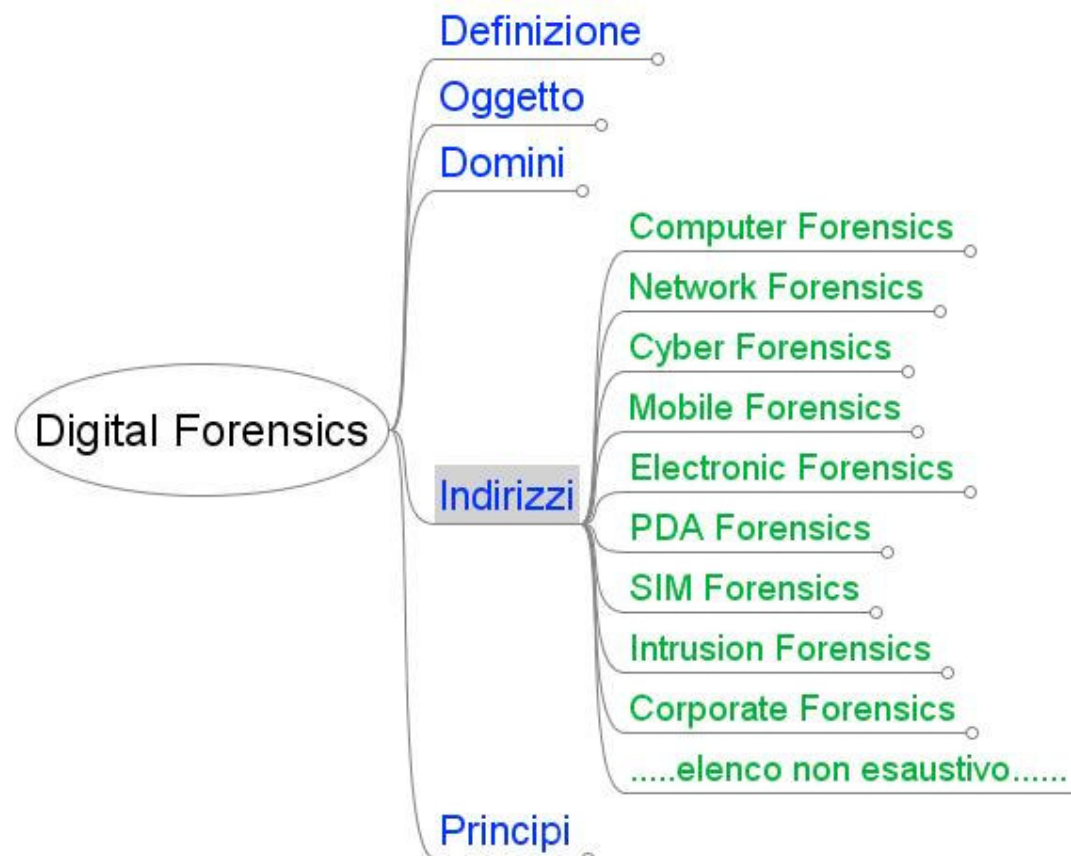 Digital Forensics
Definizione
Oggetto
Domini
Indirizzi
Computer Forensics
Network Forensics
Cyber Forensics
Mobile Forensics
Electronic Forensics
PDA Forensics
SIM Forensics
Intrusion Forensics
Corporate Forensics
.....elenco non esaustivo......
Principi